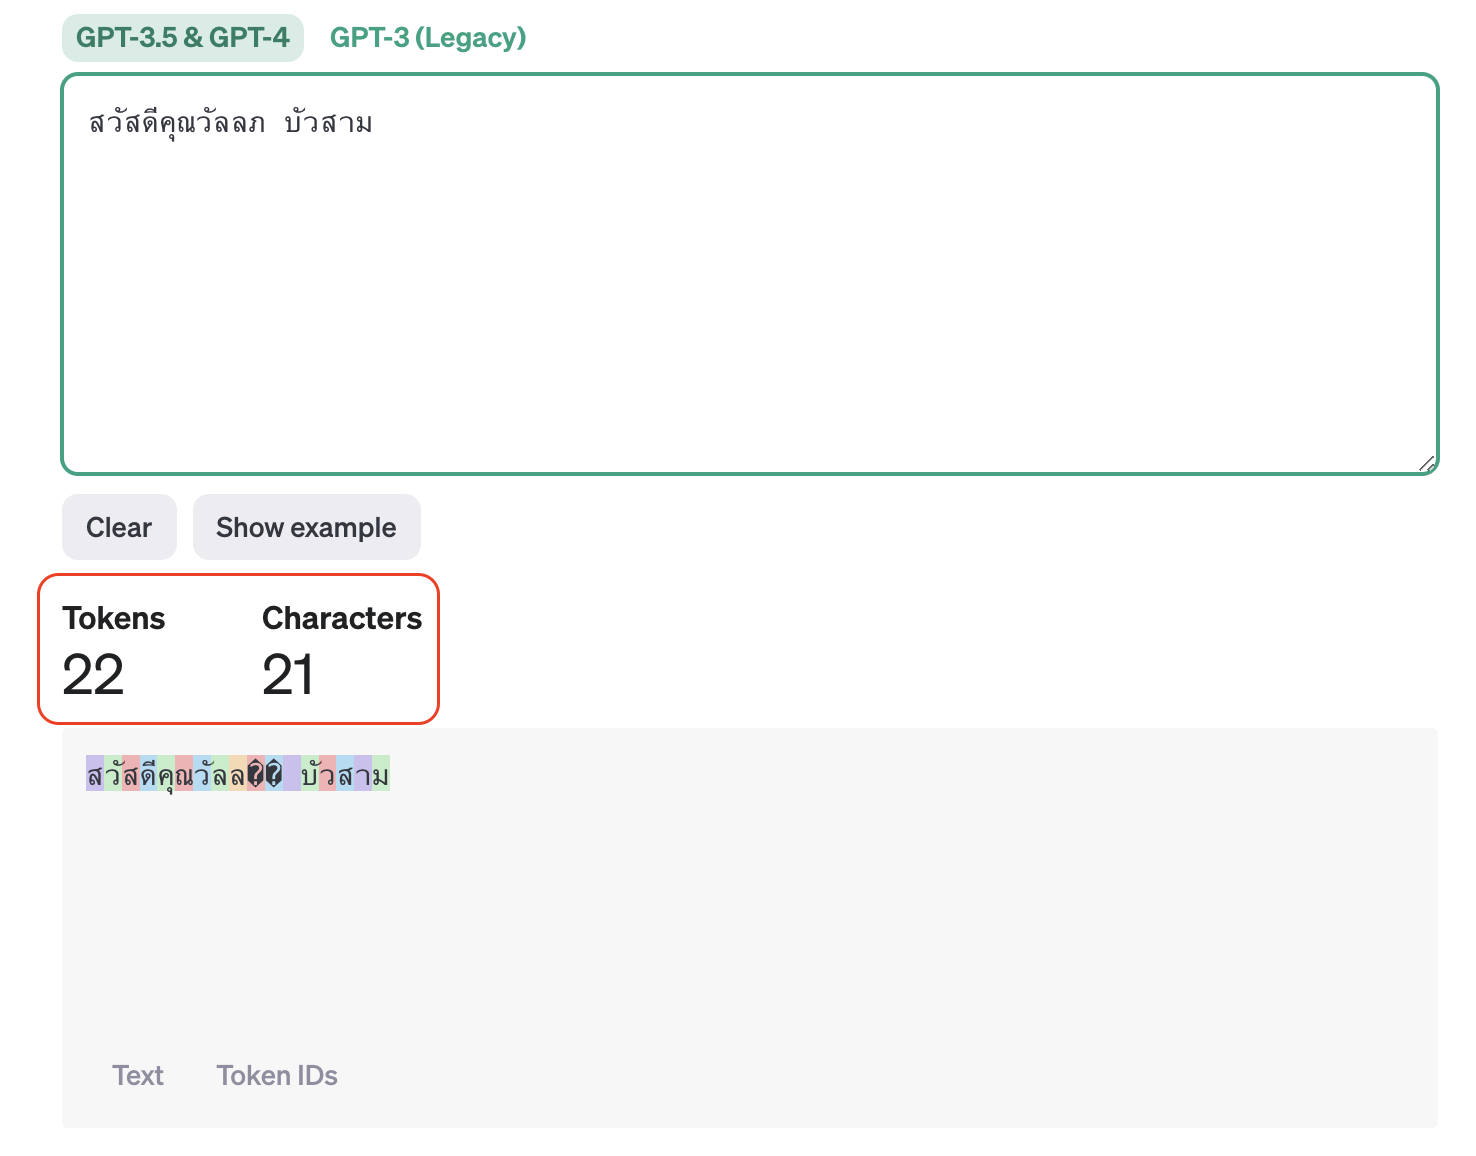 GPT-3.5 & GPT-4 GPT-3 (Legacy)
สวัสดีคุณวัลลภ บัวสาม
Clear Show example
Tokens Characters
22 21
สวัสดีคุณวัลล�� บัวสาม
Text Token IDs